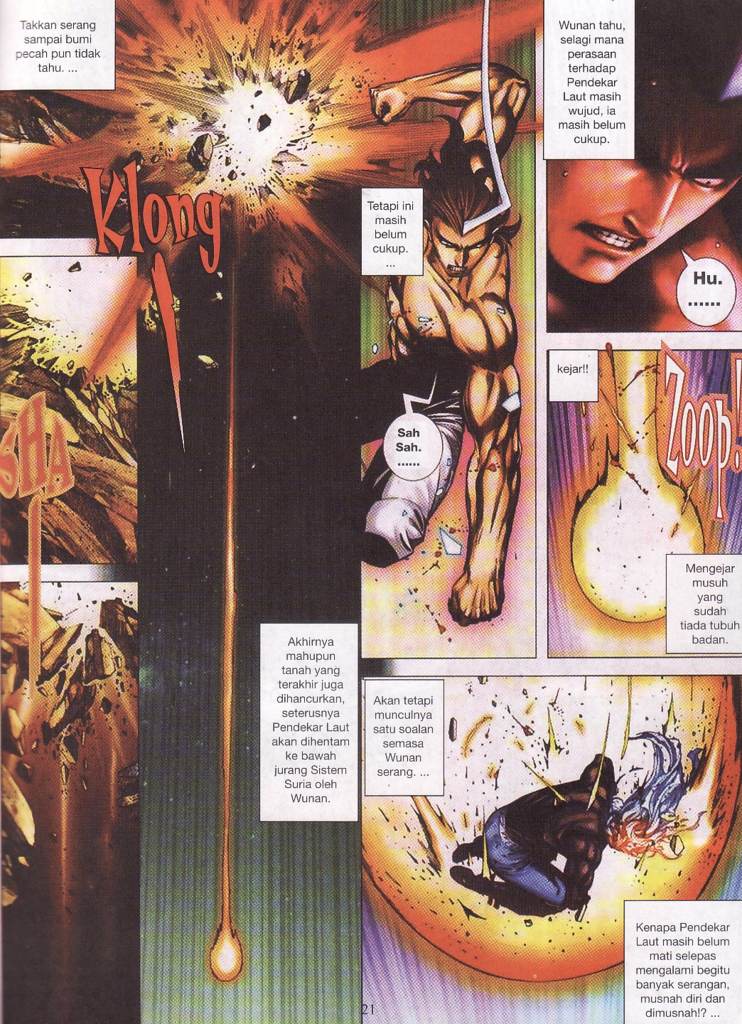 Takkan serang
sampai bumi
pecah pun tidak
tahu. ...
Klong
!
Tetapi ini
masih
belum
cukup.
...
Wunan tahu,
selagi mana
perasaan
terhadap
Pendekar
Laut masih
wujud, ia
masih belum
cukup.
Hu.
......
Sah
Sah.
......
kejar!!
Zoop!
Mengejar
musuh
yang
sudah
tiada tubuh
badan.
SHA
Akhirnya
mahupun
tanah yang
terakhir juga
dihancurkan,
seterusnya
Pendekar Laut
akan dihentam
ke bawah
jurang Sistem
Suria oleh
Wunan.
Akan tetapi
munculnya
satu soalan
semasa
Wunan
serang. ...
Kenapa Pendekar
Laut masih belum
mati selepas
mengalami begitu
banyak serangan,
musnah diri dan
dimusnah!? ...
21